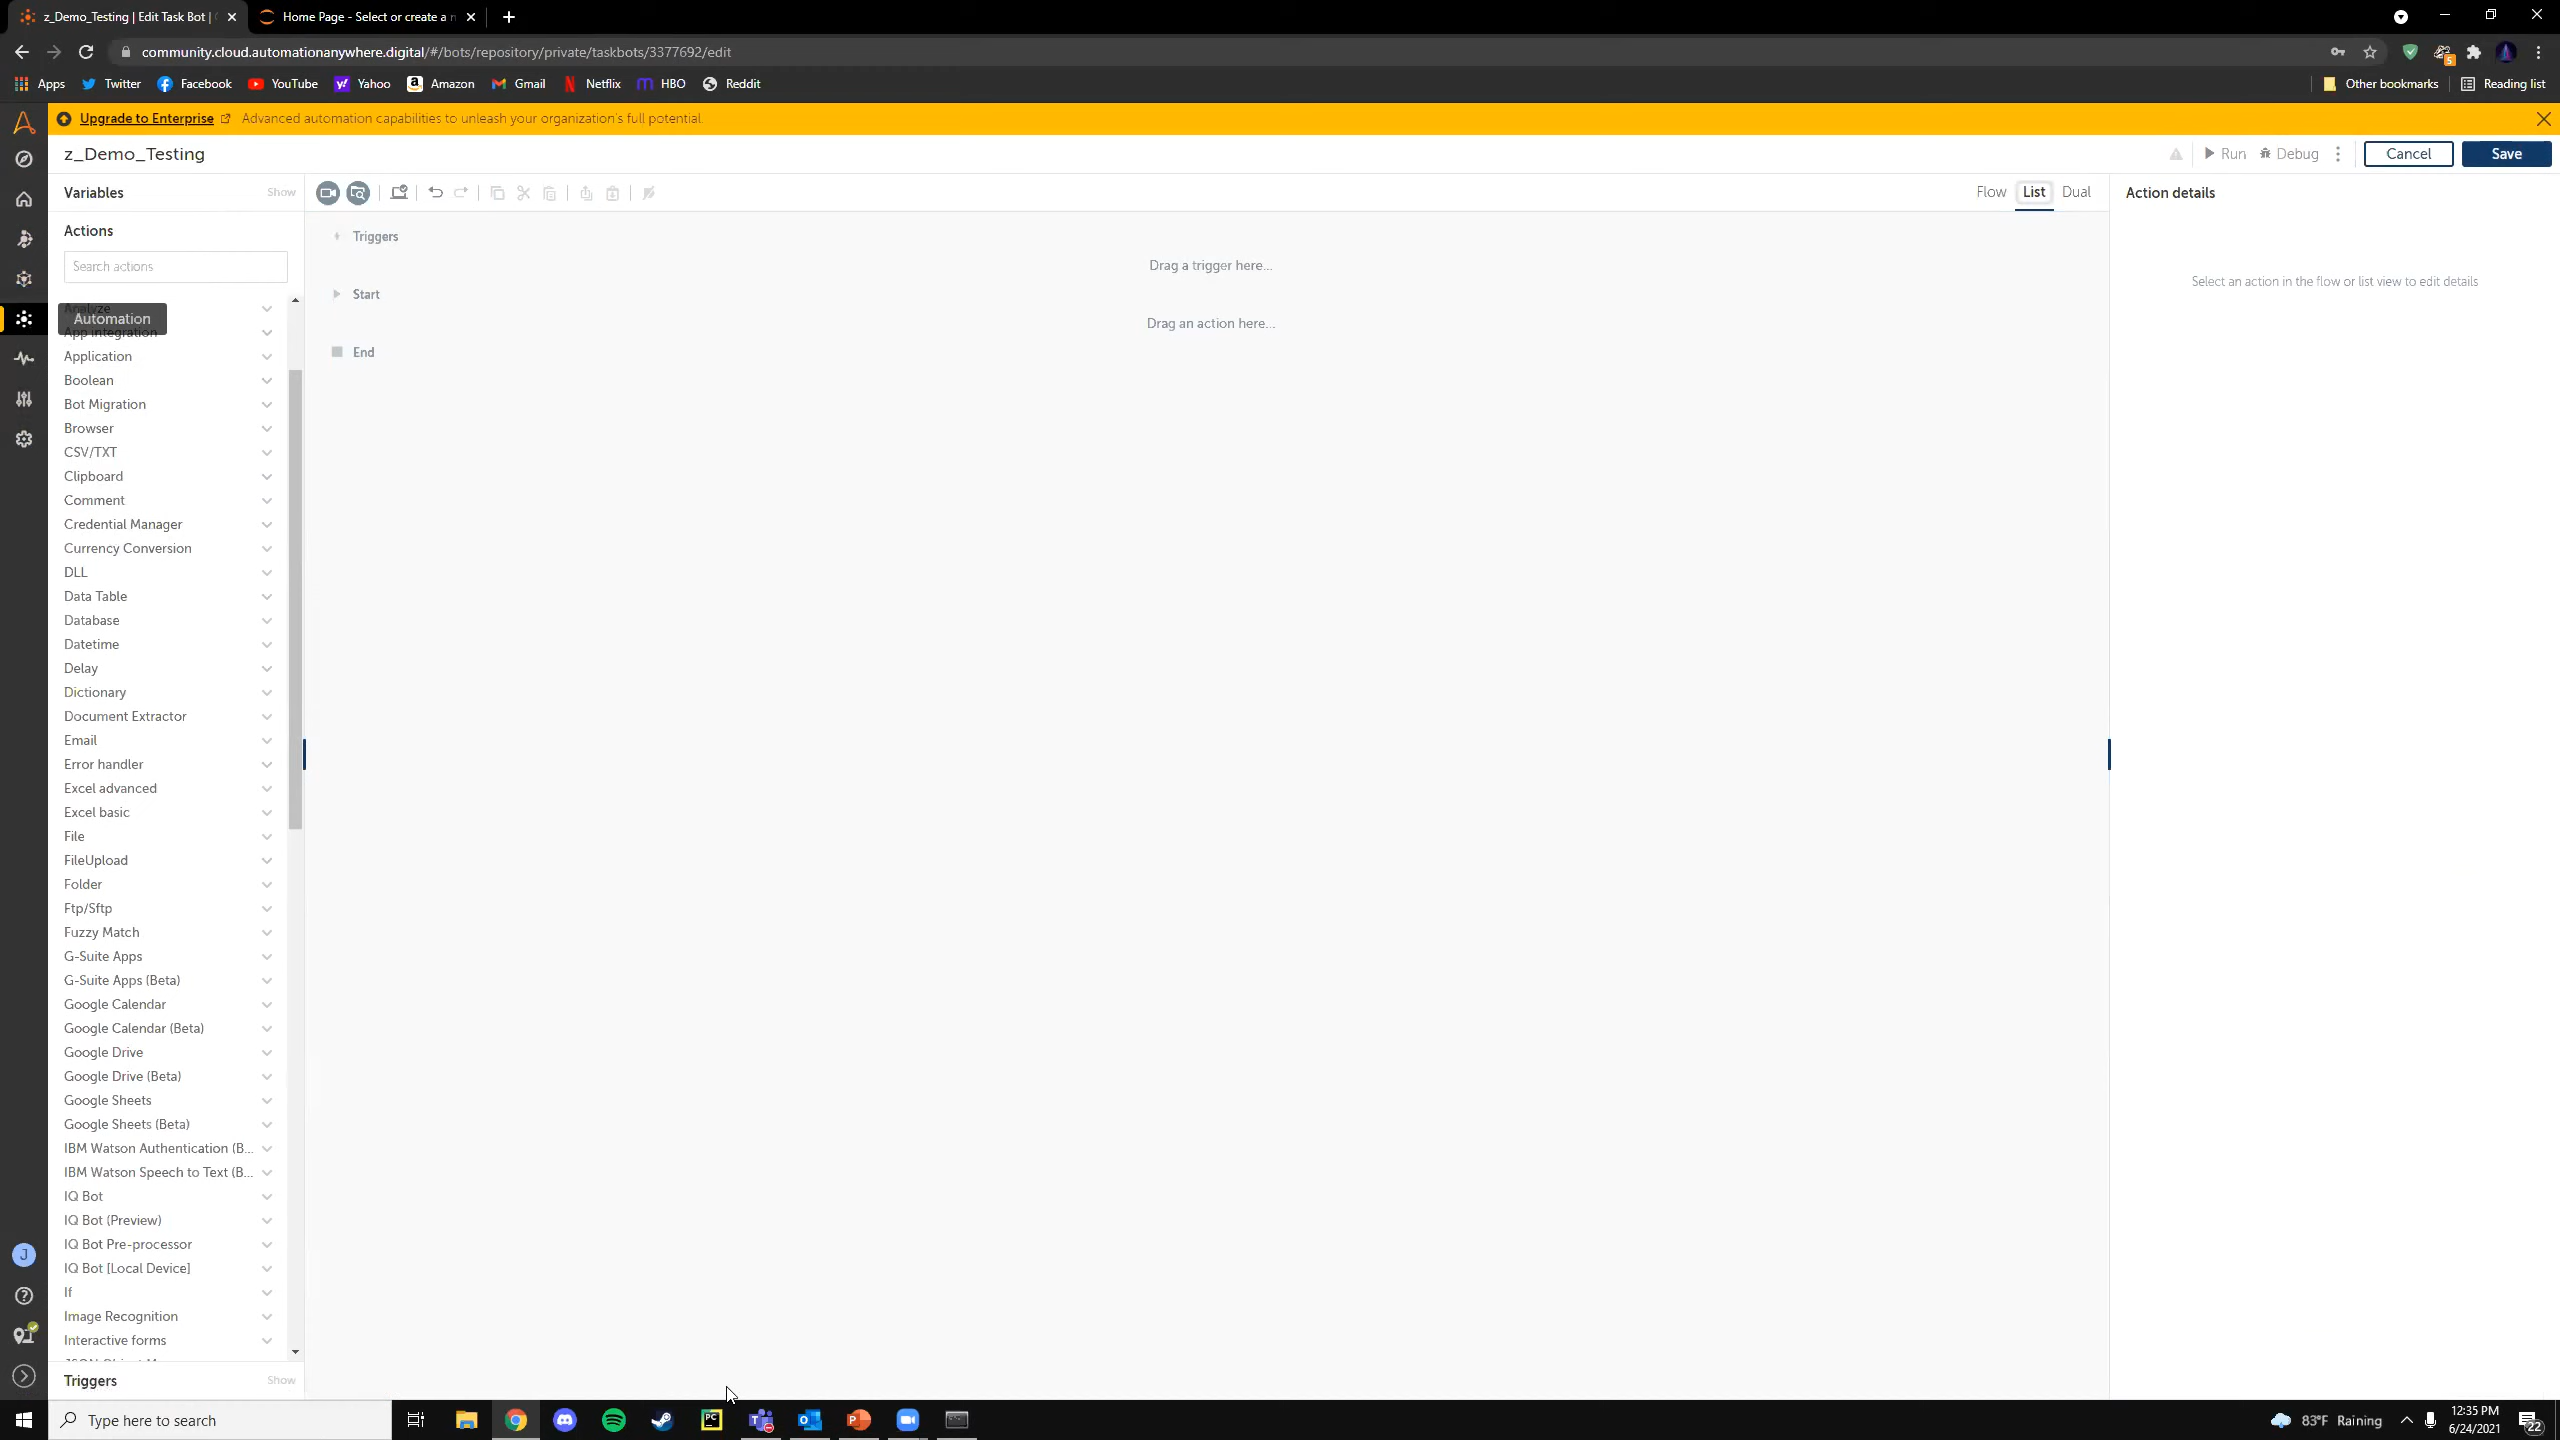 z_Demo_Testing | Edit Task Bot |
Home Page - Select or create a n
community.cloud.automationanywhere.digital/#/bots/repository/private/taskbots/3377692/edit
Apps
Twitter
Facebook
YouTube
Yahoo
Amazon
Gmail
Netflix
HBO
Reddit
Other bookmarks
Reading list
Upgrade to Enterprise
Advanced automation capabilities to unleash your organization's full potential.
z_Demo_Testing
Run
Debug
Cancel
Save
Variables
Show
Flow
List
Dual
Action details
Actions
Search actions
Triggers
Drag a trigger here...
Start
Drag an action here...
End
Select an action in the flow or list view to edit details
Analyze
Automation
App integration
Application
Boolean
Bot Migration
Browser
CSV/TXT
Clipboard
Comment
Credential Manager
Currency Conversion
DLL
Data Table
Database
Datetime
Delay
Dictionary
Document Extractor
Email
Error handler
Excel advanced
Excel basic
File
FileUpload
Folder
Ftp/Sftp
Fuzzy Match
G-Suite Apps
G-Suite Apps (Beta)
Google Calendar
Google Calendar (Beta)
Google Drive
Google Drive (Beta)
Google Sheets
Google Sheets (Beta)
IBM Watson Authentication (B...
IBM Watson Speech to Text (B...
IQ Bot
IQ Bot (Preview)
IQ Bot Pre-processor
IQ Bot [Local Device]
If
Image Recognition
Interactive forms
Triggers
Show
J
Type here to search
83°F Raining
12:35 PM
6/24/2021
22